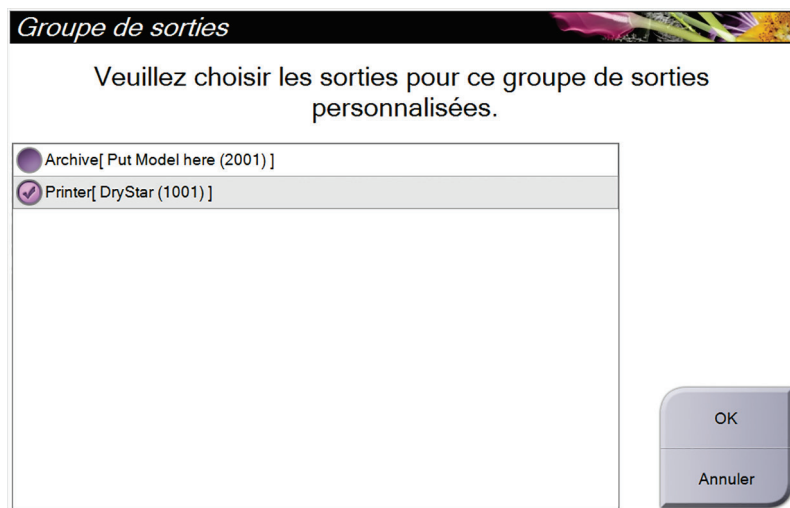 Groupe de sorties
Veuillez choisir les sorties pour ce groupe de sorties
personnalisées.
Archive[ Put Model here (2001) ]
Printer[ DryStar (1001) ]
OK
Annuler